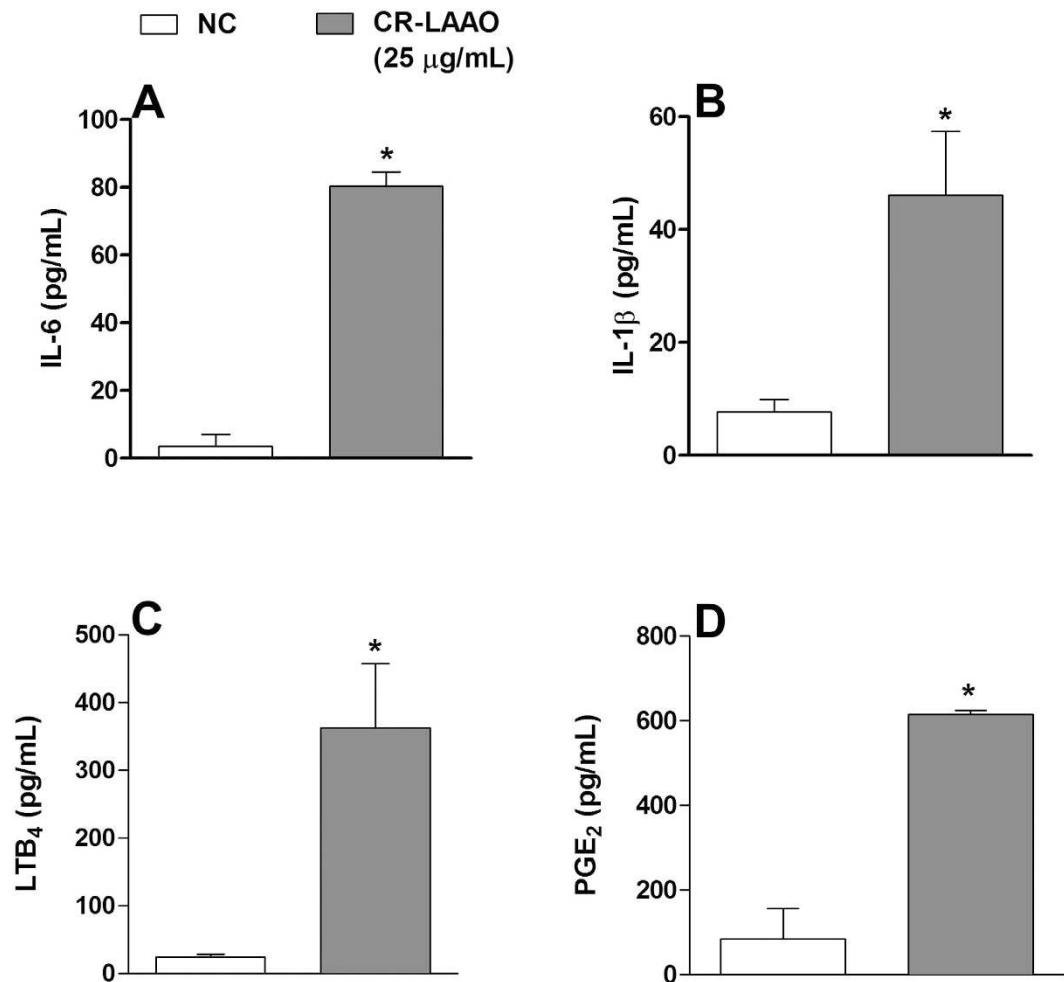 NC
CR-LAAO
(25 μg/mL)
A
100
80
60
40
20
0
IL-6 (pg/mL)
*
B
60
40
20
0
IL-1β (pg/mL)
*
C
500
400
300
200
100
0
LTB4 (pg/mL)
*
D
800
600
400
200
0
PGE2 (pg/mL)
*